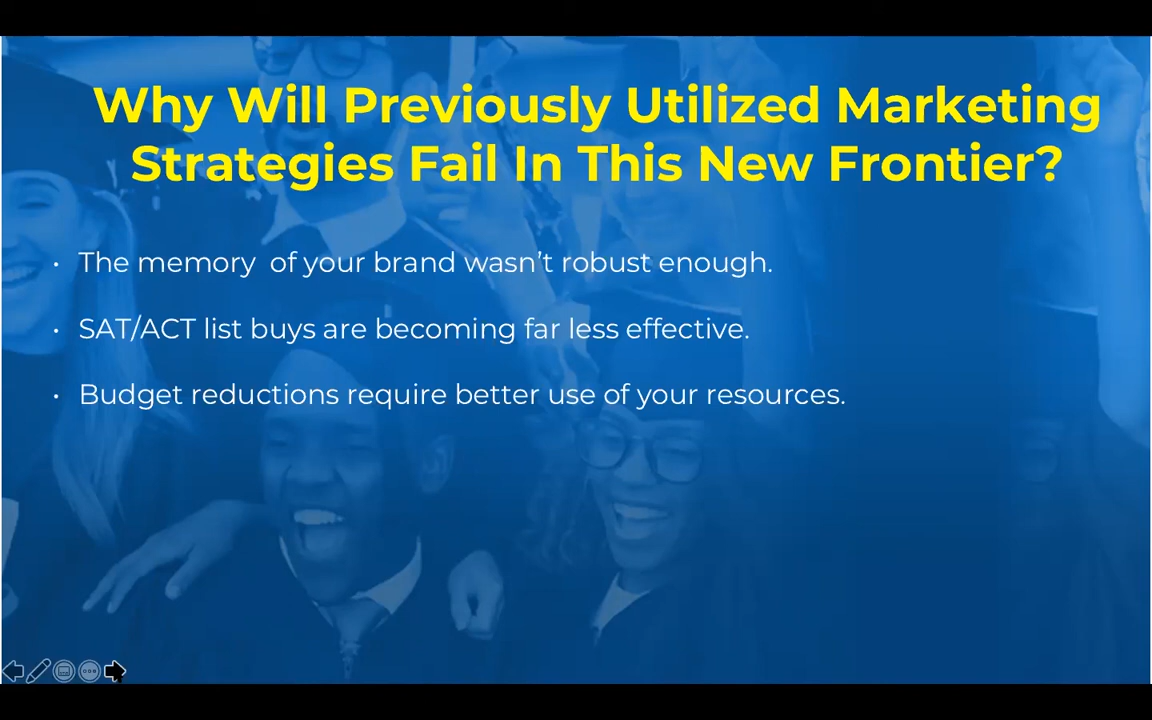 Why Will Previously Utilized Marketing
Strategies Fail In This New Frontier?
• The memory  of your brand wasn’t robust enough.
• SAT/ACT list buys are becoming far less effective.
• Budget reductions require better use of your resources.